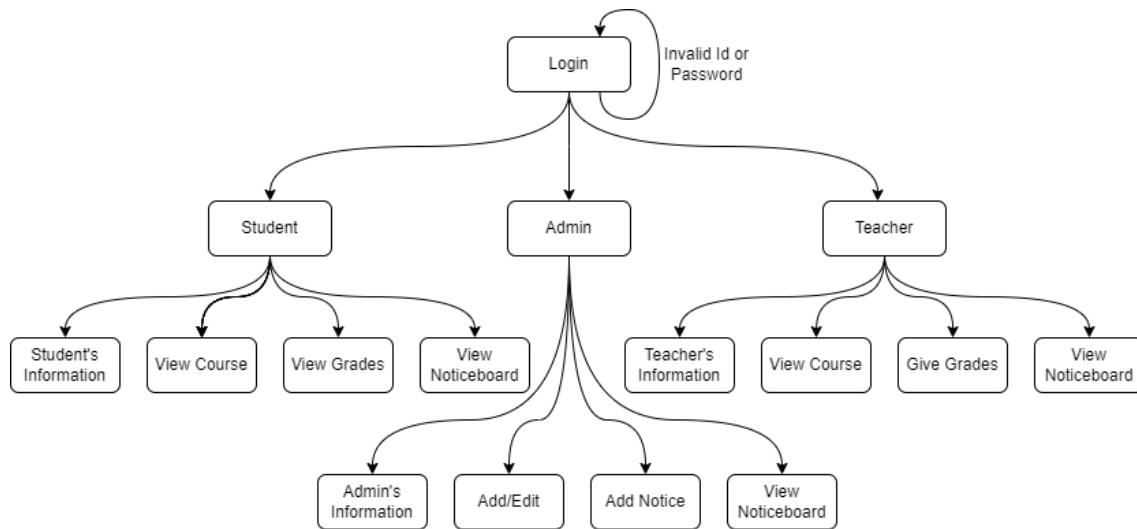 Login
Invalid Id or
Password
Student
Admin
Teacher
Student's
Information
View Course
View Grades
View
Noticeboard
Teacher's
Information
View Course
Give Grades
View
Noticeboard
Admin's
Information
Add/Edit
Add Notice
View
Noticeboard